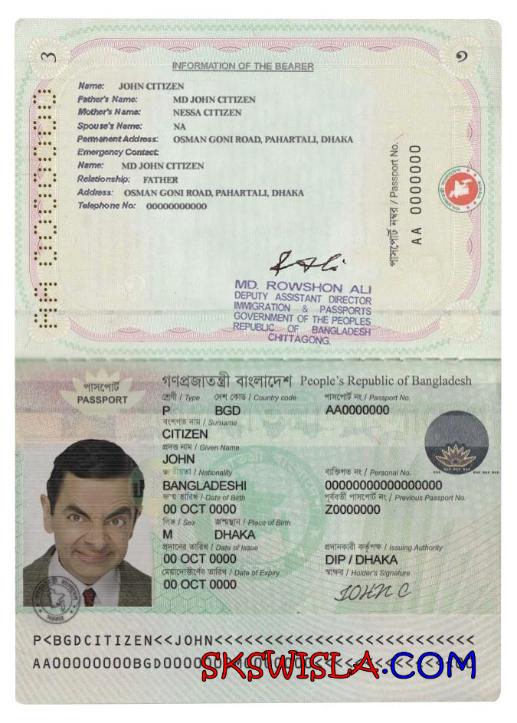 3
১
AA 0000000
INFORMATION OF THE BEARER
Name: JOHN CITIZEN
Father's Name: MD JOHN CITIZEN
Mother's Name: NESSA CITIZEN
Spouse's Name: NA
Permanent Address: OSMAN GONI ROAD, PAHARTALI, DHAKA
Emergency Contact:
Name: MD JOHN CITIZEN
Relationship: FATHER
Address: OSMAN GONI ROAD, PAHARTALI, DHAKA
Telephone No: 00000000000
পাসপোর্ট নম্বর / Passport No.
AA 0000000
MD. ROWSHON ALI
DEPUTY ASSISTANT DIRECTOR
IMMIGRATION & PASSPORTS
GOVERNMENT OF THE PEOPLES
REPUBLIC OF BANGLADESH
CHITTAGONG.
পাসপোর্ট
PASSPORT
গণপ্রজাতন্ত্রী বাংলাদেশ People's Republic of Bangladesh
শ্রেণী / Type দেশ কোড / Country code পাসপোর্ট নং / Passport No.
P BGD AA0000000
বংশগত নাম / Surname
CITIZEN
প্রদত্ত নাম / Given Name
JOHN
জাতীয়তা / Nationality ব্যক্তিগত নং / Personal No.
BANGLADESHI 00000000000000000
জন্ম তারিখ / Date of Birth পূর্ববর্তী পাসপোর্ট নং / Previous Passport No.
00 OCT 0000 Z0000000
লিঙ্গ / Sex জন্মস্থান / Place of Birth
M DHAKA
প্রদানের তারিখ / Date of Issue প্রদানকারী কর্তৃপক্ষ / Issuing Authority
00 OCT 0000 DIP / DHAKA
মেয়াদোত্তীর্ণের তারিখ / Date of Expiry স্বাক্ষর / Holder's Signature
00 OCT 0000 JOHN C
P<BGDCITIZEN<<JOHN<<<<<<<<<<<<<<<<<<<<<<<<<<
SKSWISLA.COM